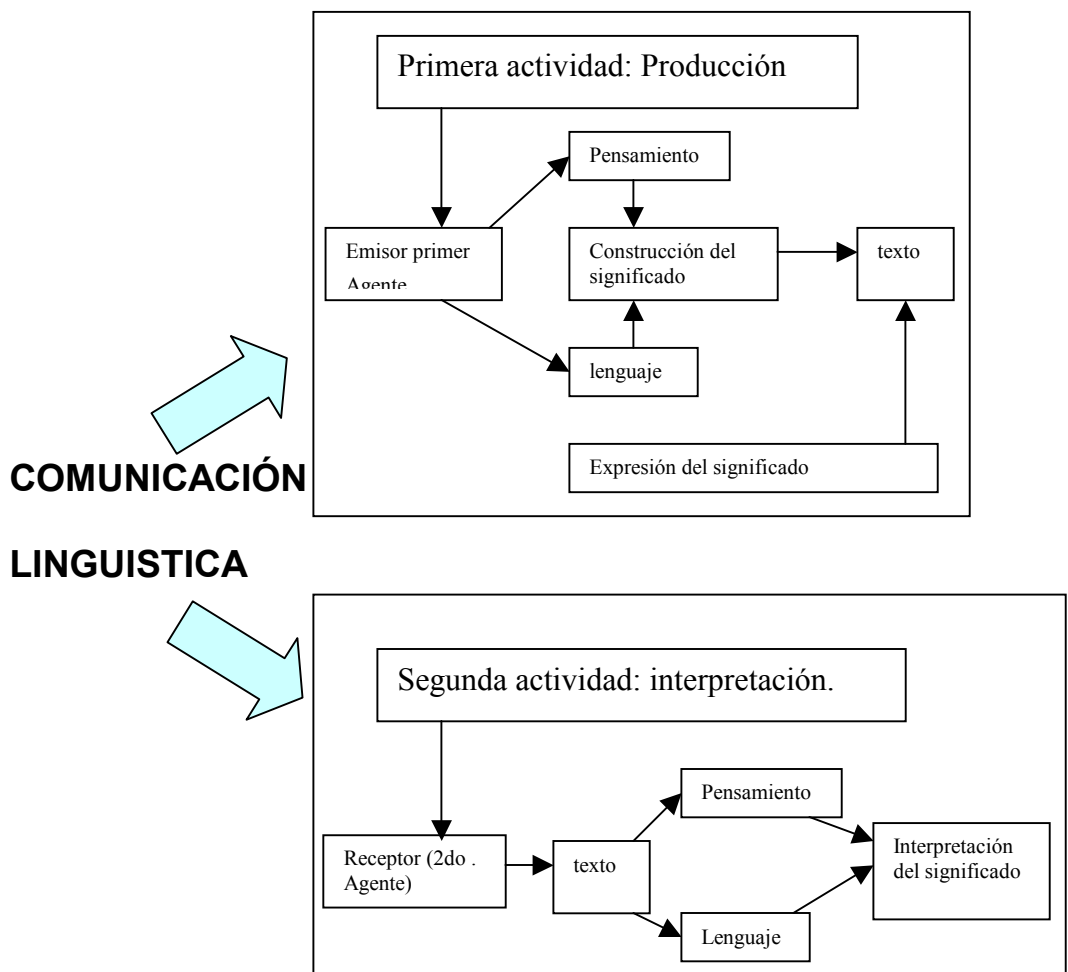 Primera actividad: Producción
Pensamiento
Emisor primer
Agente
Construcción del
significado
texto
lenguaje
Expresión del significado
COMUNICACIÓN
LINGUISTICA
Segunda actividad: interpretación.
Pensamiento
Receptor (2do .
Agente)
texto
Interpretación
del significado
Lenguaje